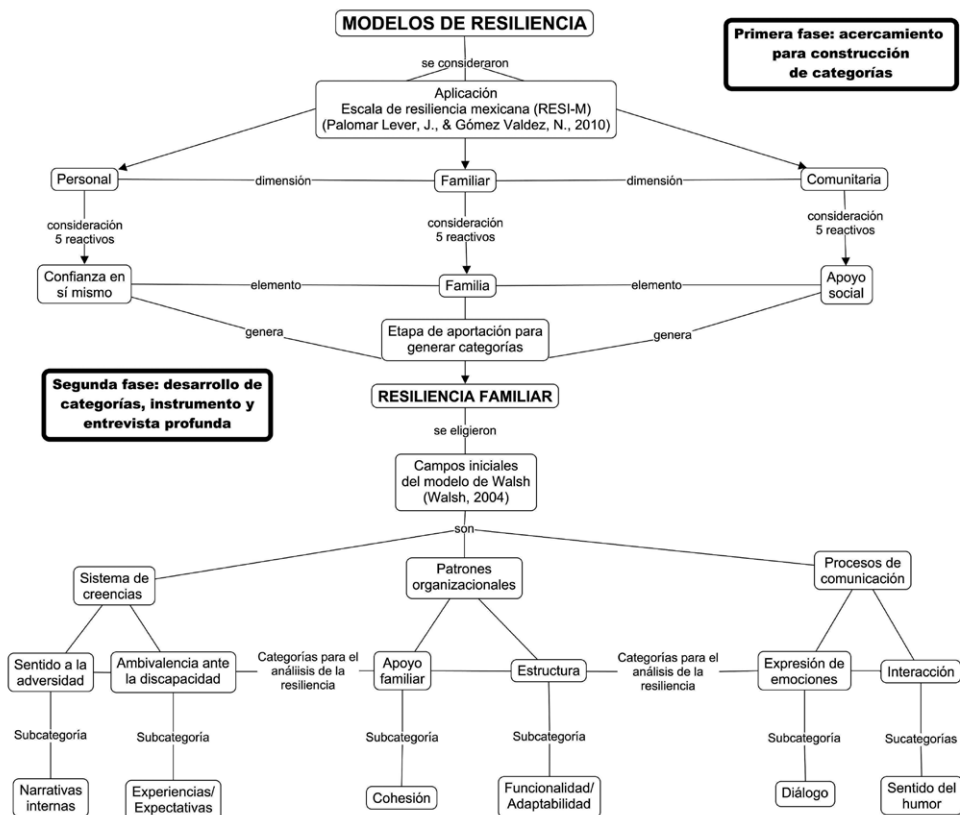 MODELOS DE RESILIENCIA
Primera fase: acercamiento
para construcción
de categorías
se consideraron
Aplicación
Escala de resiliencia mexicana (RESI-M)
(Palomar Lever, J., & Gómez Valdez, N., 2010)
Personal
dimensión
Familiar
dimensión
Comunitaria
consideración
5 reactivos
consideración
5 reactivos
consideración
5 reactivos
Confianza en
sí mismo
elemento
Familia
elemento
Apoyo
social
genera
Etapa de aportación para
generar categorías
genera
Segunda fase: desarrollo de
categorías, instrumento y
entrevista profunda
RESILIENCIA FAMILIAR
se eligieron
Campos iniciales
del modelo de Walsh
(Walsh, 2004)
son
Sistema de
creencias
Patrones
organizacionales
Procesos de
comunicación
Sentido a la
adversidad
Ambivalencia ante
la discapacidad
Categorías para el
análiisis de la
resiliencia
Apoyo
familiar
Estructura
Categorías para el
análisis de la
resiliencia
Expresión de
emociones
Interacción
Subcategoría
Subcategoría
Subcategoría
Subcategoría
Subcategoría
Sucategorías
Narrativas
internas
Experiencias/
Expectativas
Cohesión
Funcionalidad/
Adaptabilidad
Diálogo
Sentido del
humor